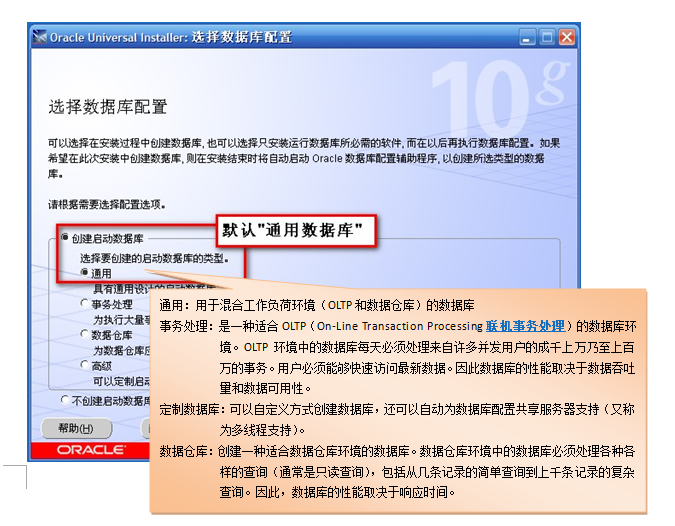 Oracle Universal Installer: 选择数据库配置
10g
选择数据库配置
可以选择在安装过程中创建数据库, 也可以选择只安装运行数据库所必需的软件, 而在以后再执行数据库配置。如果
希望在此次安装中创建数据库, 则在安装结束时将自动启动 Oracle 数据库配置辅助程序, 以创建所选类型的数据
库。
请根据需要选择配置选项。
默认"通用数据库"
创建启动数据库
选择要创建的启动数据库的类型。
通用
具有通用设计的启动数据库
通用：用于混合工作负荷环境（OLTP 和数据仓库）的数据库
事务处理
为执行大量事
数据仓库
为数据仓库应
高级
可以定制启动
不创建启动数据库
帮助(H)
ORACLE
事务处理：是一种适合 OLTP（On-Line Transaction Processing 联机事务处理）的数据库环
境。OLTP 环境中的数据库每天必须处理来自许多并发用户的成千上万乃至上百
万的事务。用户必须能够快速访问最新数据。因此数据库的性能取决于数据吞吐
量和数据可用性。
定制数据库：可以自定义方式创建数据库，还可以自动为数据库配置共享服务器支持（又称
为多线程支持）。
数据仓库：创建一种适合数据仓库环境的数据库。数据仓库环境中的数据库必须处理各种各
样的查询（通常是只读查询），包括从几条记录的简单查询到上千条记录的复杂
查询。因此，数据库的性能取决于响应时间。